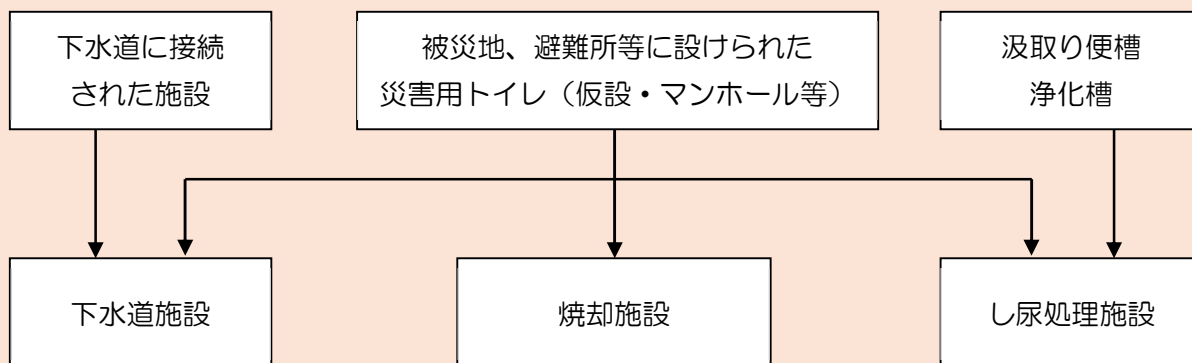 下水道に接続
された施設
被災地、避難所等に設けられた
災害用トイレ（仮設・マンホール等）
汲取り便槽
浄化槽
下水道施設
焼却施設
し尿処理施設